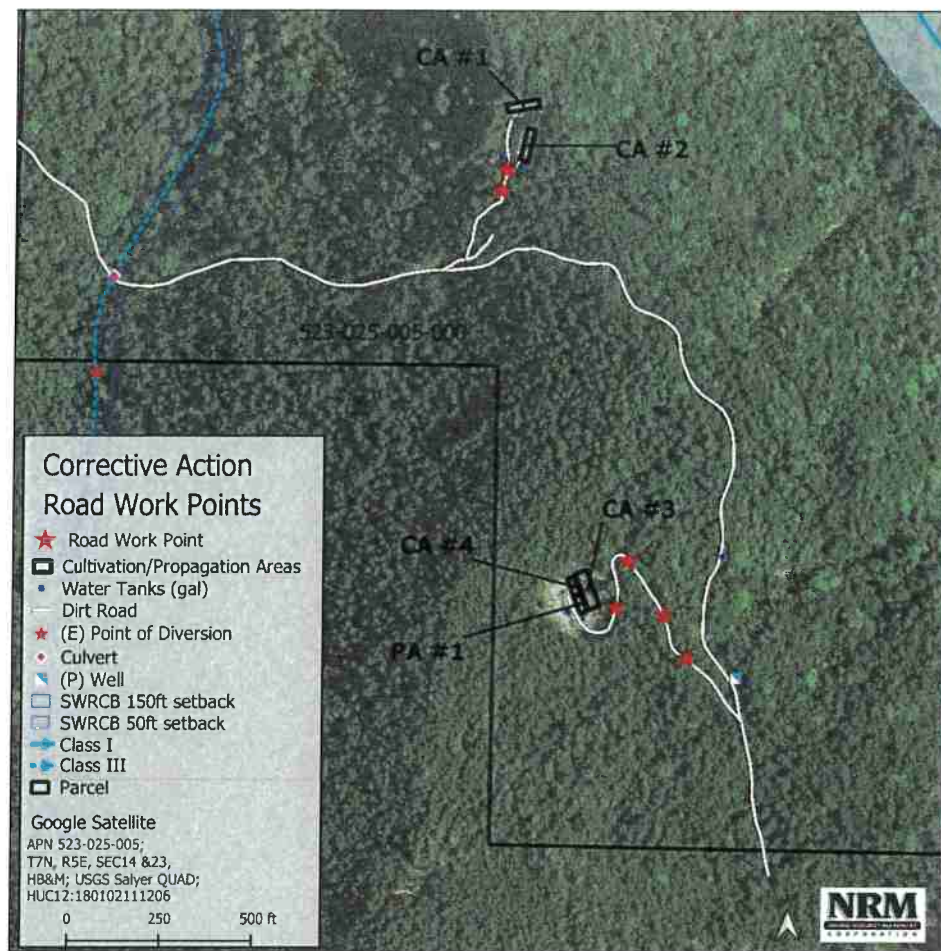 CA #1
CA #2
523-025-005-000
CA #3
CA #4
PA #1
Corrective Action
Road Work Points
Road Work Point
Cultivation/Propagation Areas
Water Tanks (gal)
Dirt Road
(E) Point of Diversion
Culvert
(P) Well
SWRCB 150ft setback
SWRCB 50ft setback
Class I
Class III
Parcel
Google Satellite
APN 523-025-005;
T7N, R5E, SEC14 &23,
HB&M; USGS Salyer QUAD;
HUC12:180102111206
0 250 500 ft
NRM
CORPORATION